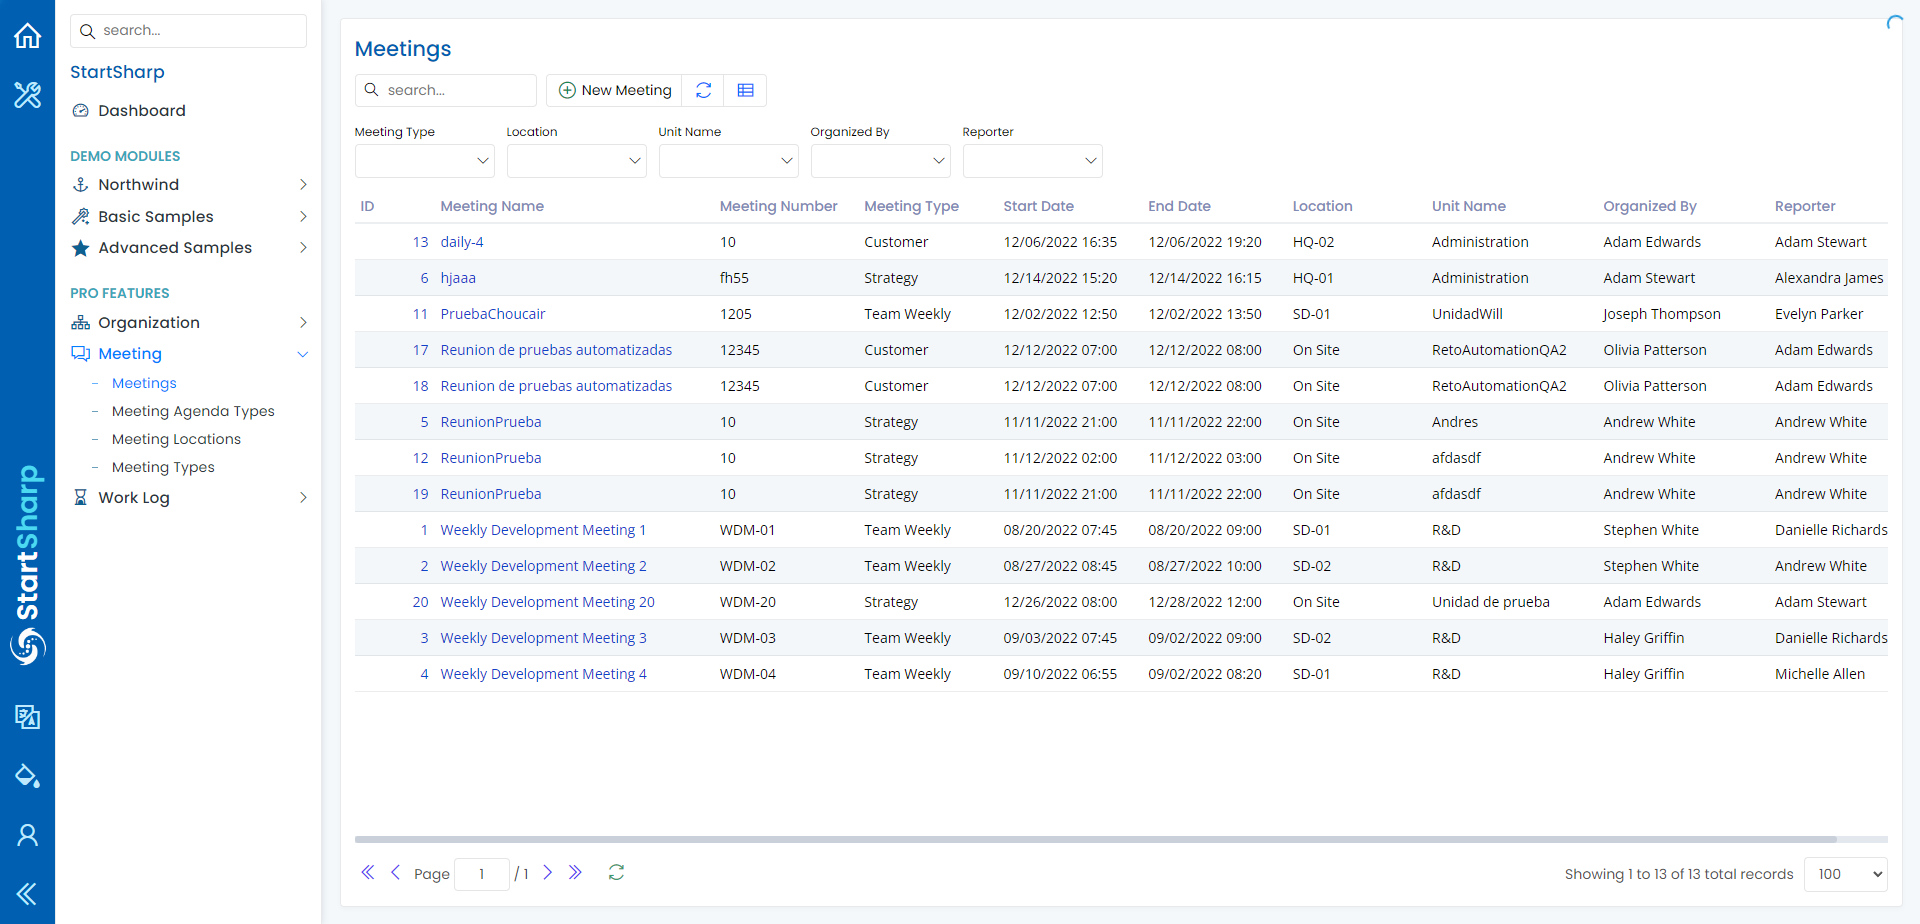 search...
StartSharp
Dashboard
DEMO MODULES
Northwind
Basic Samples
Advanced Samples
PRO FEATURES
Organization
Meeting
- Meetings
- Meeting Agenda Types
- Meeting Locations
- Meeting Types
Work Log
StartSharp
Meetings
search... New Meeting
Meeting Type Location Unit Name Organized By Reporter
ID Meeting Name Meeting Number Meeting Type Start Date End Date Location Unit Name Organized By Reporter
13 daily-4 10 Customer 12/06/2022 16:35 12/06/2022 19:20 HQ-02 Administration Adam Edwards Adam Stewart
6 hjaaa fh55 Strategy 12/14/2022 15:20 12/14/2022 16:15 HQ-01 Administration Adam Stewart Alexandra James
11 PruebaChoucair 1205 Team Weekly 12/02/2022 12:50 12/02/2022 13:50 SD-01 UnidadWill Joseph Thompson Evelyn Parker
17 Reunion de pruebas automatizadas 12345 Customer 12/12/2022 07:00 12/12/2022 08:00 On Site RetoAutomationQA2 Olivia Patterson Adam Edwards
18 Reunion de pruebas automatizadas 12345 Customer 12/12/2022 07:00 12/12/2022 08:00 On Site RetoAutomationQA2 Olivia Patterson Adam Edwards
5 ReunionPrueba 10 Strategy 11/11/2022 21:00 11/11/2022 22:00 On Site Andres Andrew White Andrew White
12 ReunionPrueba 10 Strategy 11/12/2022 02:00 11/12/2022 03:00 On Site afdasdf Andrew White Andrew White
19 ReunionPrueba 10 Strategy 11/11/2022 21:00 11/11/2022 22:00 On Site afdasdf Andrew White Andrew White
1 Weekly Development Meeting 1 WDM-01 Team Weekly 08/20/2022 07:45 08/20/2022 09:00 SD-01 R&D Stephen White Danielle Richards
2 Weekly Development Meeting 2 WDM-02 Team Weekly 08/27/2022 08:45 08/27/2022 10:00 SD-02 R&D Stephen White Andrew White
20 Weekly Development Meeting 20 WDM-20 Strategy 12/26/2022 08:00 12/28/2022 12:00 On Site Unidad de prueba Adam Edwards Adam Stewart
3 Weekly Development Meeting 3 WDM-03 Team Weekly 09/03/2022 07:45 09/02/2022 09:00 SD-02 R&D Haley Griffin Danielle Richards
4 Weekly Development Meeting 4 WDM-04 Team Weekly 09/10/2022 06:55 09/02/2022 08:20 SD-01 R&D Haley Griffin Michelle Allen
Page 1 / 1 Showing 1 to 13 of 13 total records 100